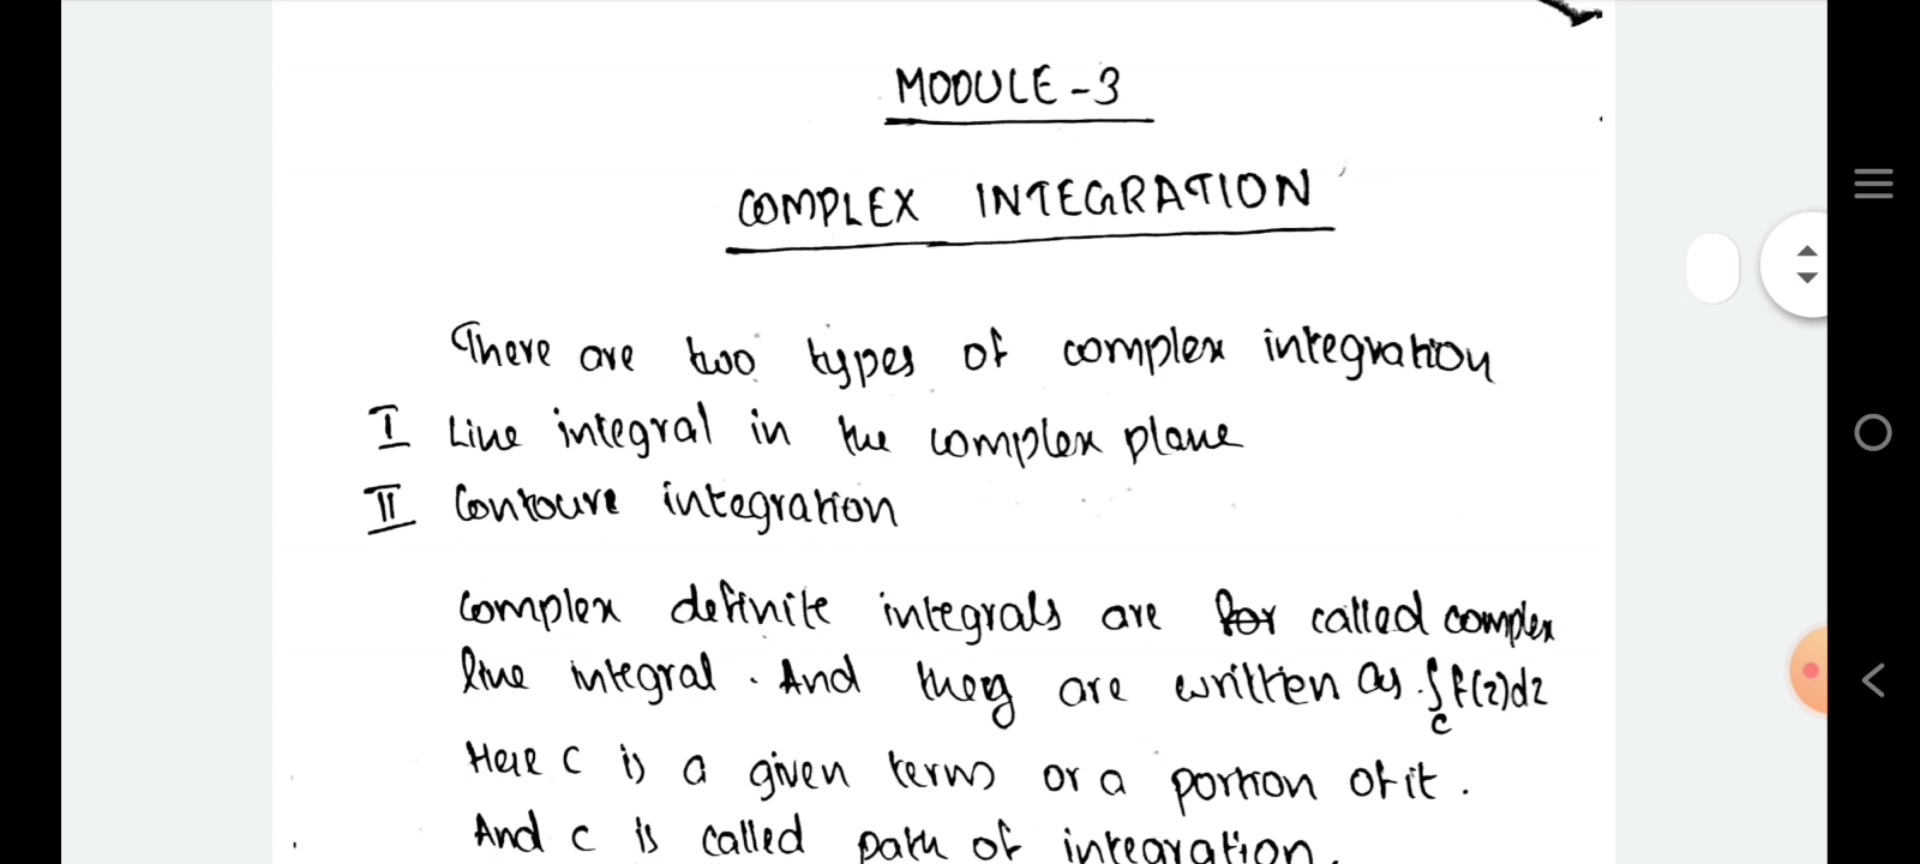 MODULE - 3
COMPLEX INTEGRATION
There are two types of complex integration
I Line integral in the complex plane
II Contoure integration
Complex definite integrals are for called complex
line integral . And they are written as ∫f(z)dz
c
Here C is a given terms or a portion of it .
And C is called path of integration.